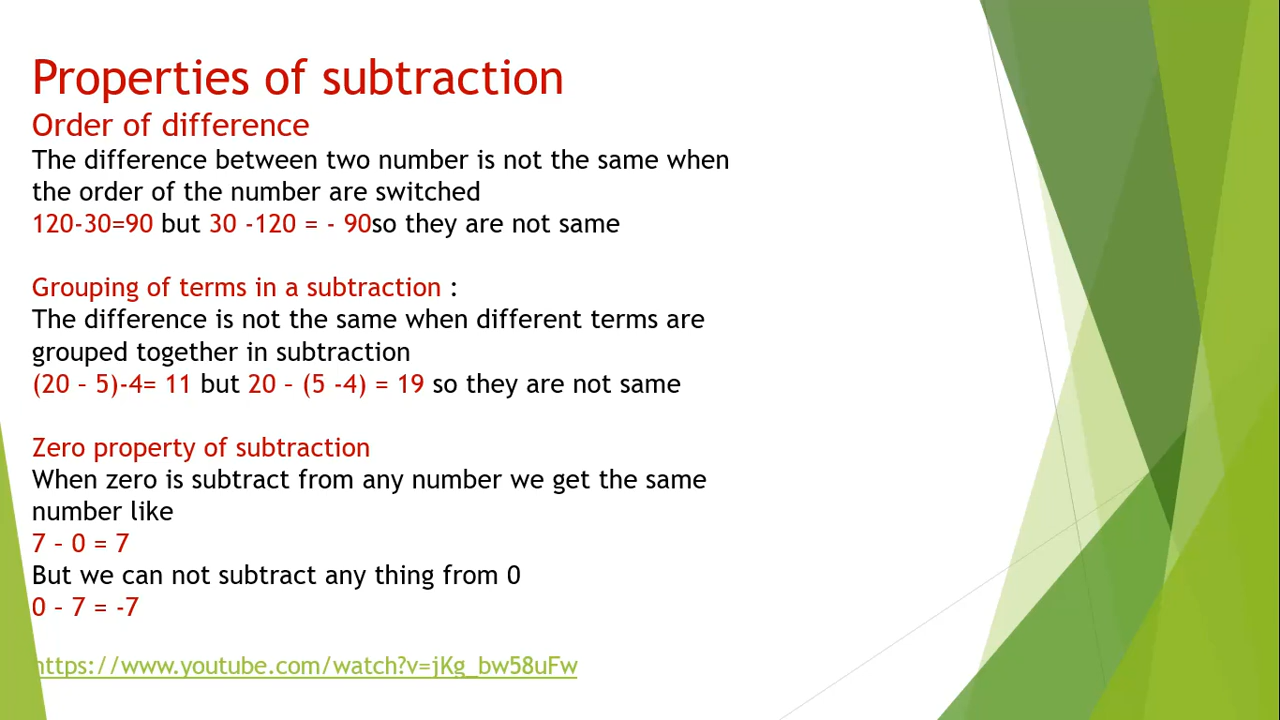 Properties of subtraction
Order of difference
The difference between two number is not the same when
the order of the number are switched
120-30=90 but 30 -120 = - 90so they are not same
Grouping of terms in a subtraction :
The difference is not the same when different terms are
grouped together in subtraction
(20 – 5)-4= 11 but 20 – (5 -4) = 19 so they are not same
Zero property of subtraction
When zero is subtract from any number we get the same
number like
7 – 0 = 7
But we can not subtract any thing from 0
0 – 7 = -7
https://www.youtube.com/watch?v=jKg_bw58uFw